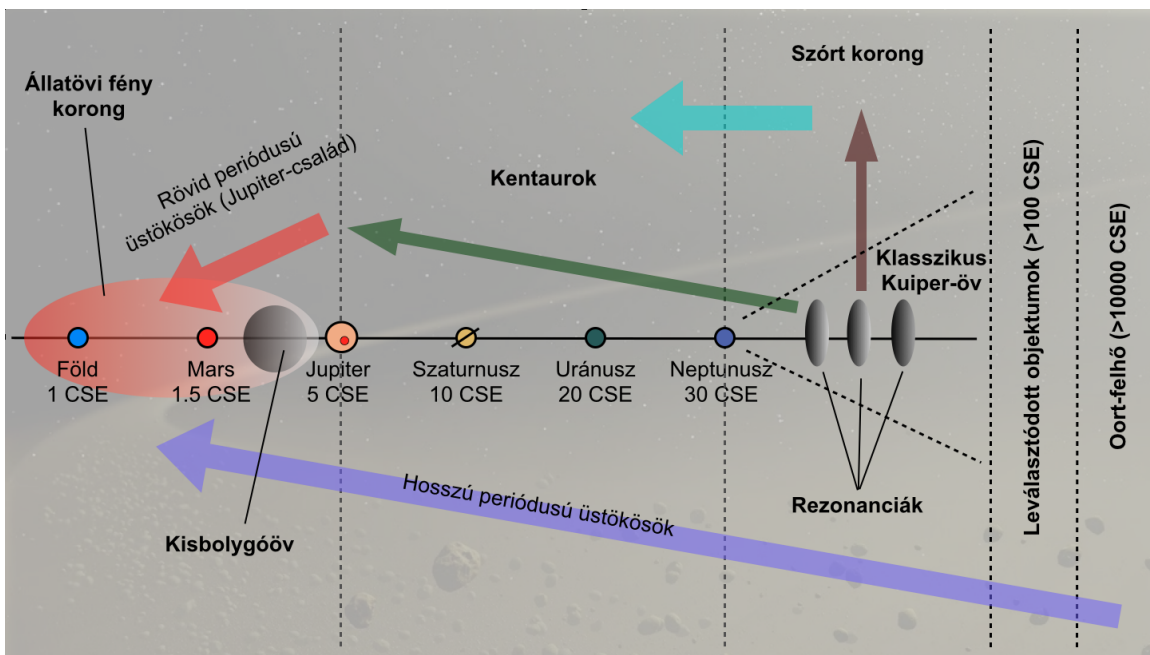 Szórt korong
Állatövi fény
korong
Rövid periódusú
üstökösök (Jupiter-család)
Kentaurok
Klasszikus
Kuiper-öv
Föld
1 CSE
Mars
1.5 CSE
Jupiter
5 CSE
Szaturnusz
10 CSE
Uránusz
20 CSE
Neptunusz
30 CSE
Leválasztódott objektumok (>100 CSE)
Oort-felhő (>10000 CSE)
Hosszú periódusú üstökösök
Rezonanciák
Kisbolygóöv